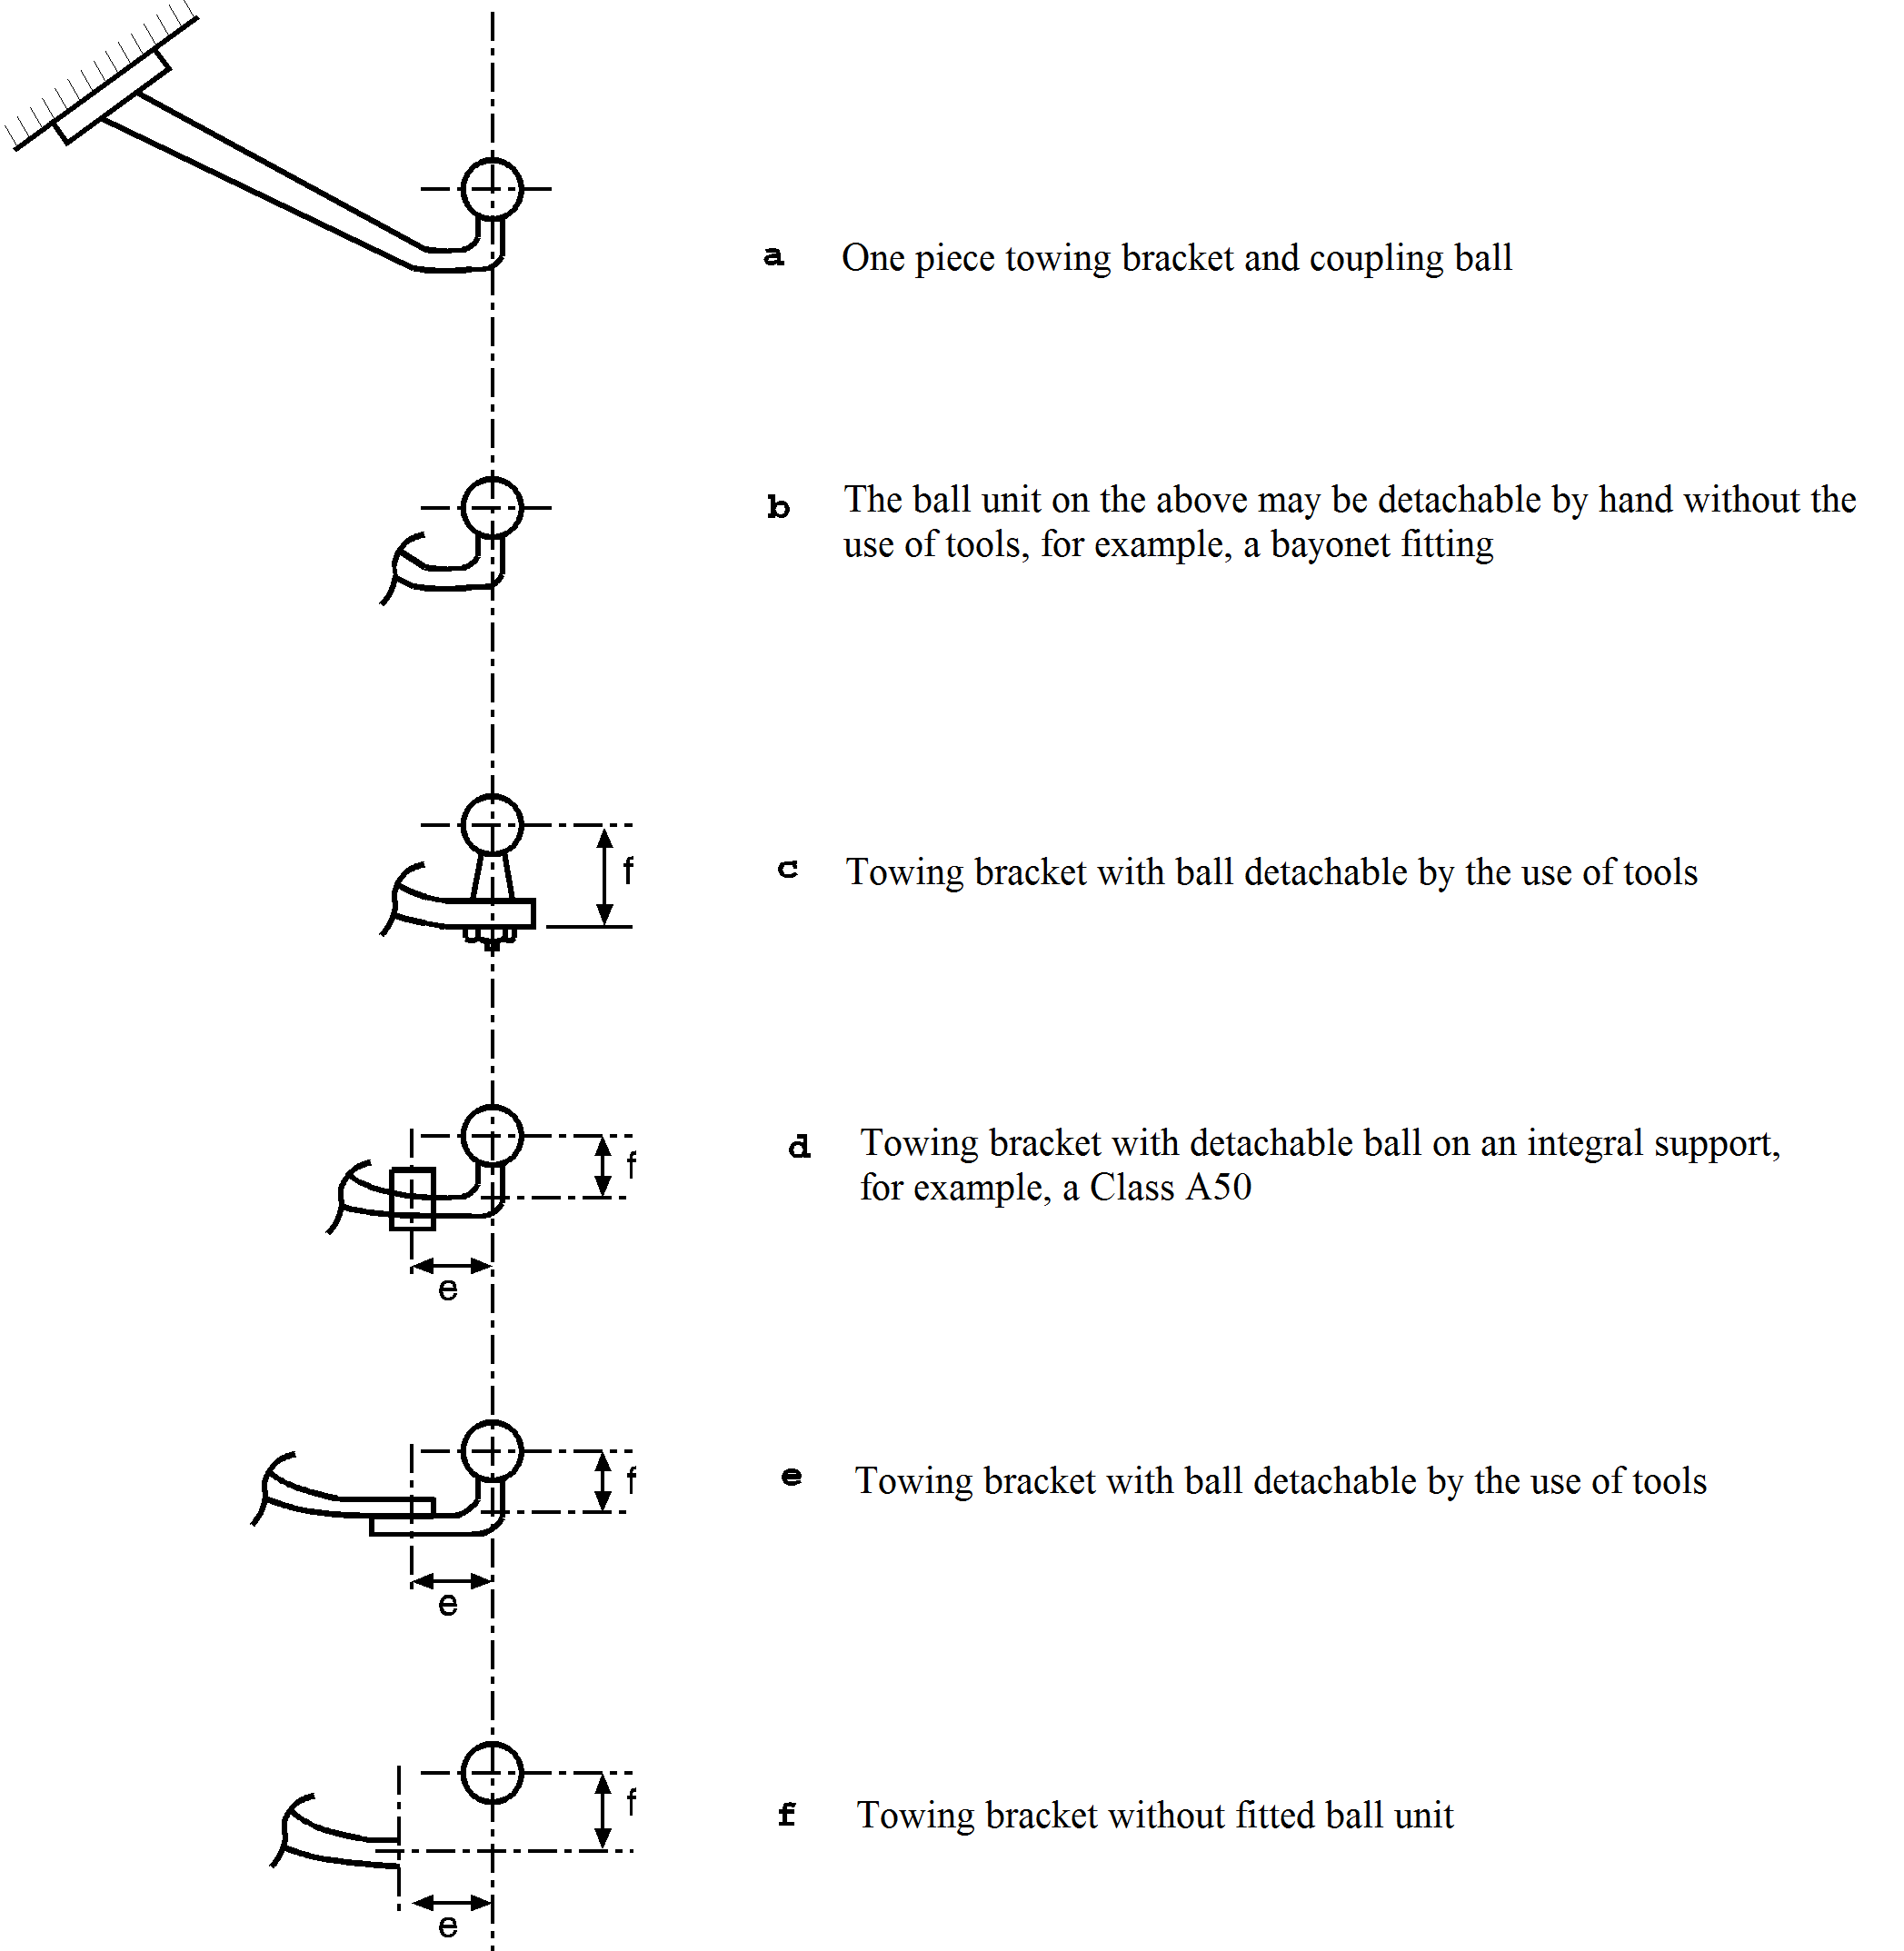 a One piece towing bracket and coupling ball
b The ball unit on the above may be detachable by hand without the
use of tools, for example, a bayonet fitting
f
c Towing bracket with ball detachable by the use of tools
f
d Towing bracket with detachable ball on an integral support,
for example, a Class A50
e
f
e Towing bracket with ball detachable by the use of tools
e
f
f Towing bracket without fitted ball unit
e